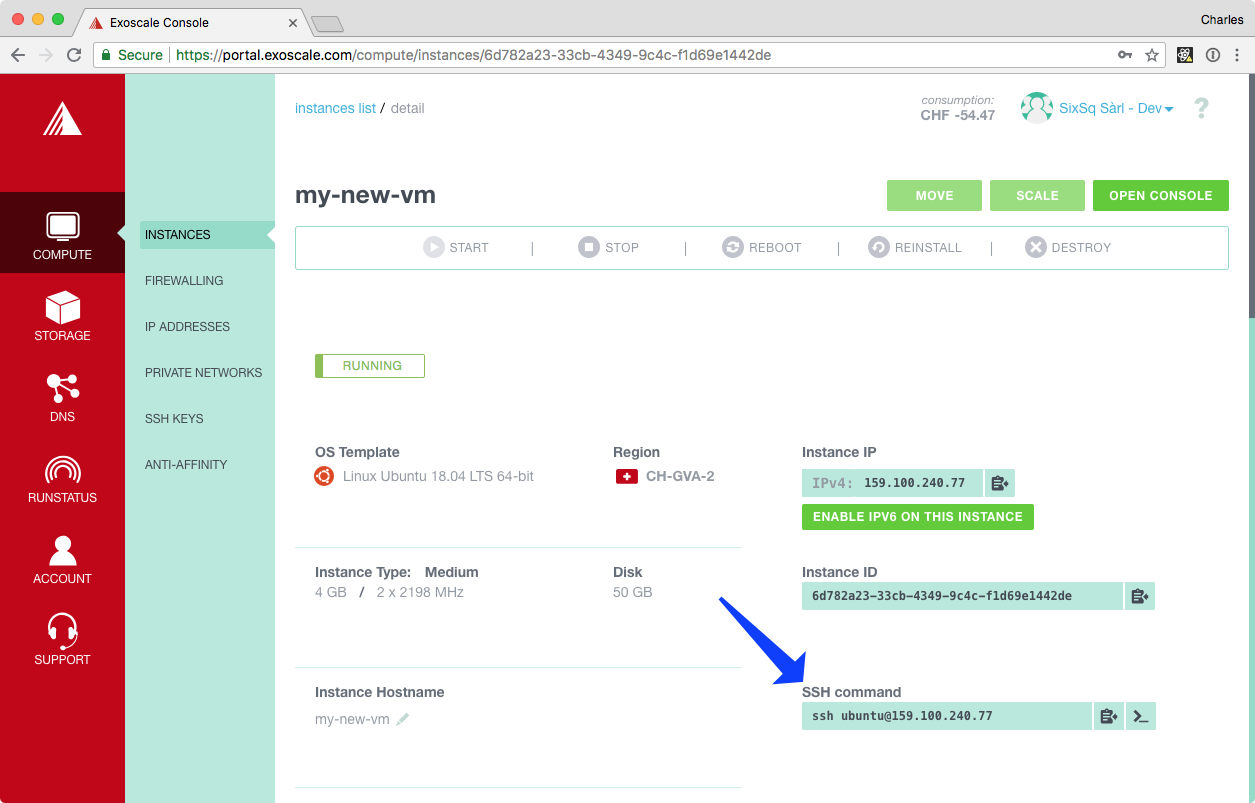 Exoscale Console
Charles
Secure https://portal.exoscale.com/compute/instances/6d782a23-33cb-4349-9c4c-f1d69e1442de
instances list / detail
consumption:
CHF -54.47
SixSq Sàrl - Dev
?
my-new-vm
MOVE
SCALE
OPEN CONSOLE
START
STOP
REBOOT
REINSTALL
DESTROY
COMPUTE
STORAGE
DNS
RUNSTATUS
ACCOUNT
SUPPORT
INSTANCES
FIREWALLING
IP ADDRESSES
PRIVATE NETWORKS
SSH KEYS
ANTI-AFFINITY
RUNNING
OS Template
Linux Ubuntu 18.04 LTS 64-bit
Region
CH-GVA-2
Instance IP
IPv4: 159.100.240.77
ENABLE IPV6 ON THIS INSTANCE
Instance Type: Medium
4 GB / 2 x 2198 MHz
Disk
50 GB
Instance ID
6d782a23-33cb-4349-9c4c-f1d69e1442de
Instance Hostname
my-new-vm
SSH command
ssh ubuntu@159.100.240.77